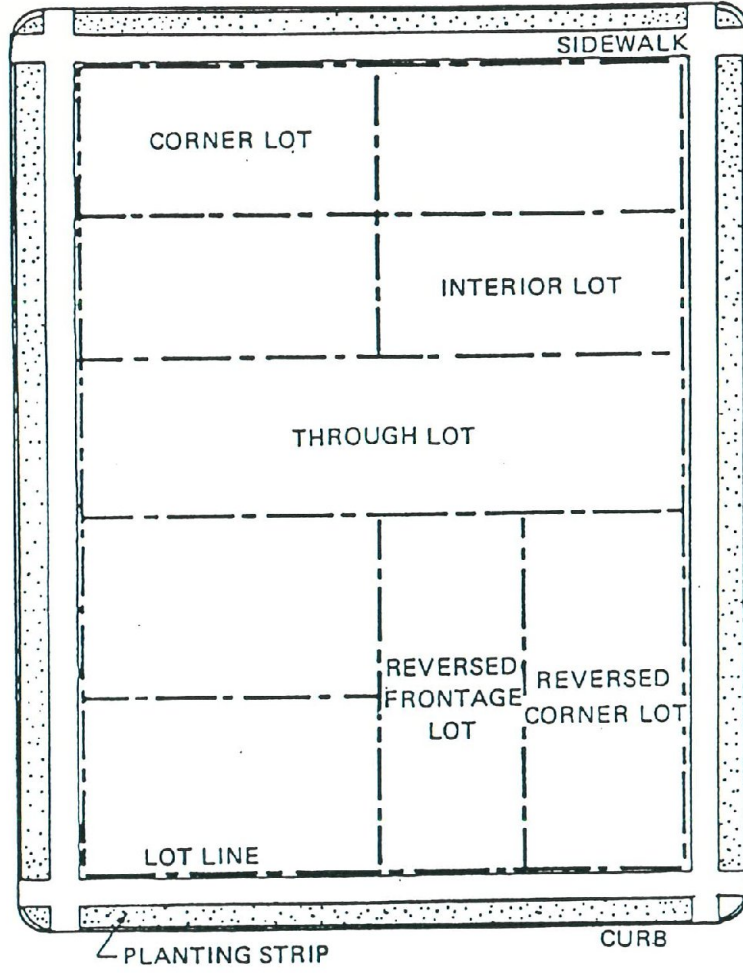 SIDEWALK
CORNER LOT
INTERIOR LOT
THROUGH LOT
REVERSED
FRONTAGE
LOT
REVERSED
CORNER LOT
LOT LINE
PLANTING STRIP
CURB